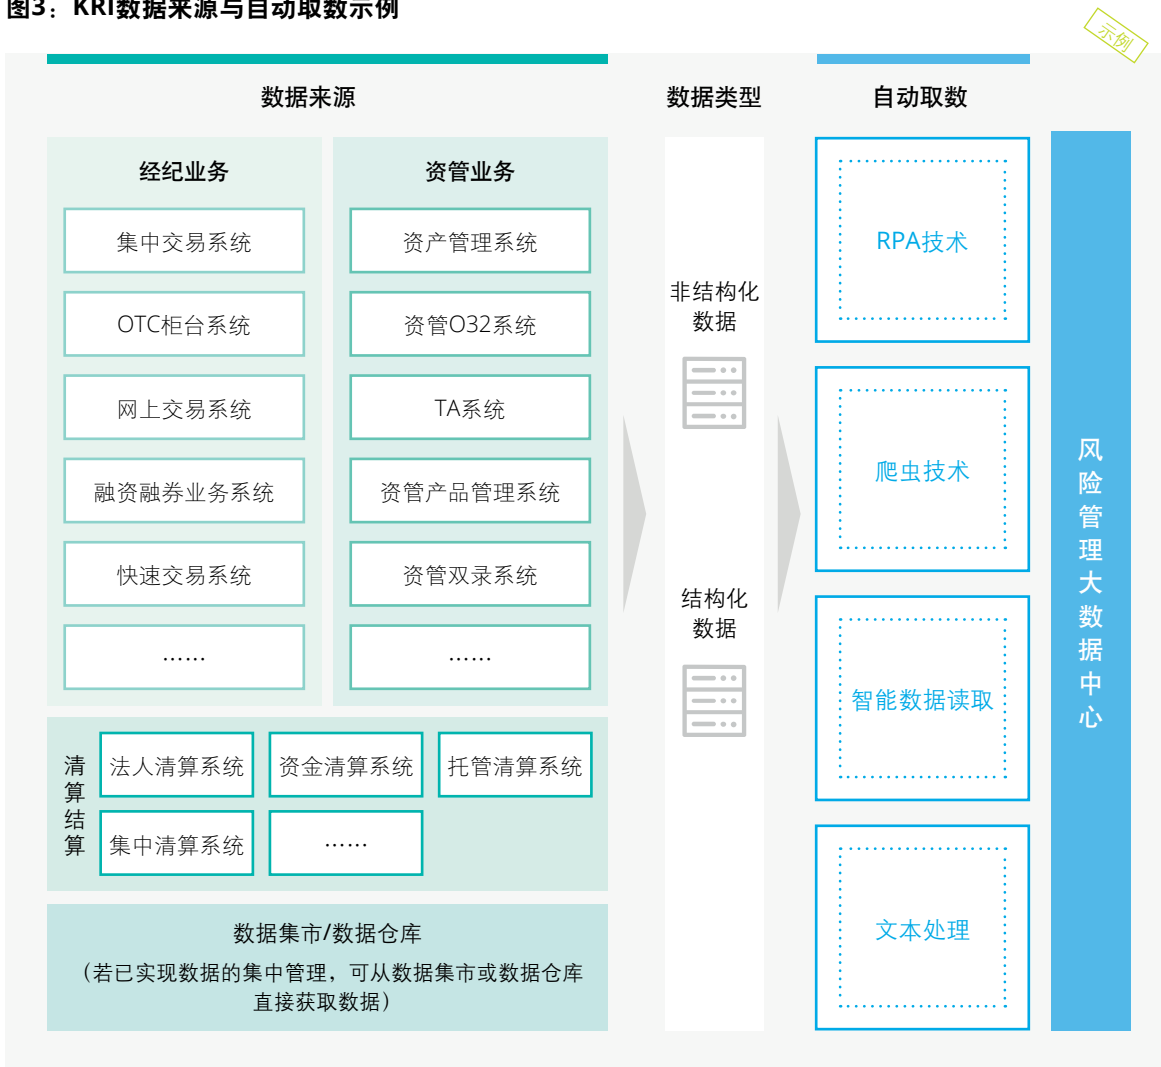 图3：KRI数据来源与自动取数示例
示例
数据来源
数据类型
自动取数
经纪业务
集中交易系统
OTC柜台系统
网上交易系统
融资融券业务系统
快速交易系统
……
资管业务
资产管理系统
资管O32系统
TA系统
资管产品管理系统
资管双录系统
……
清算结算
法人清算系统
资金清算系统
托管清算系统
集中清算系统
……
数据集市/数据仓库
（若已实现数据的集中管理，可从数据集市或数据仓库
直接获取数据）
非结构化
数据
结构化
数据
RPA技术
爬虫技术
智能数据读取
文本处理
风险管理大数据中心